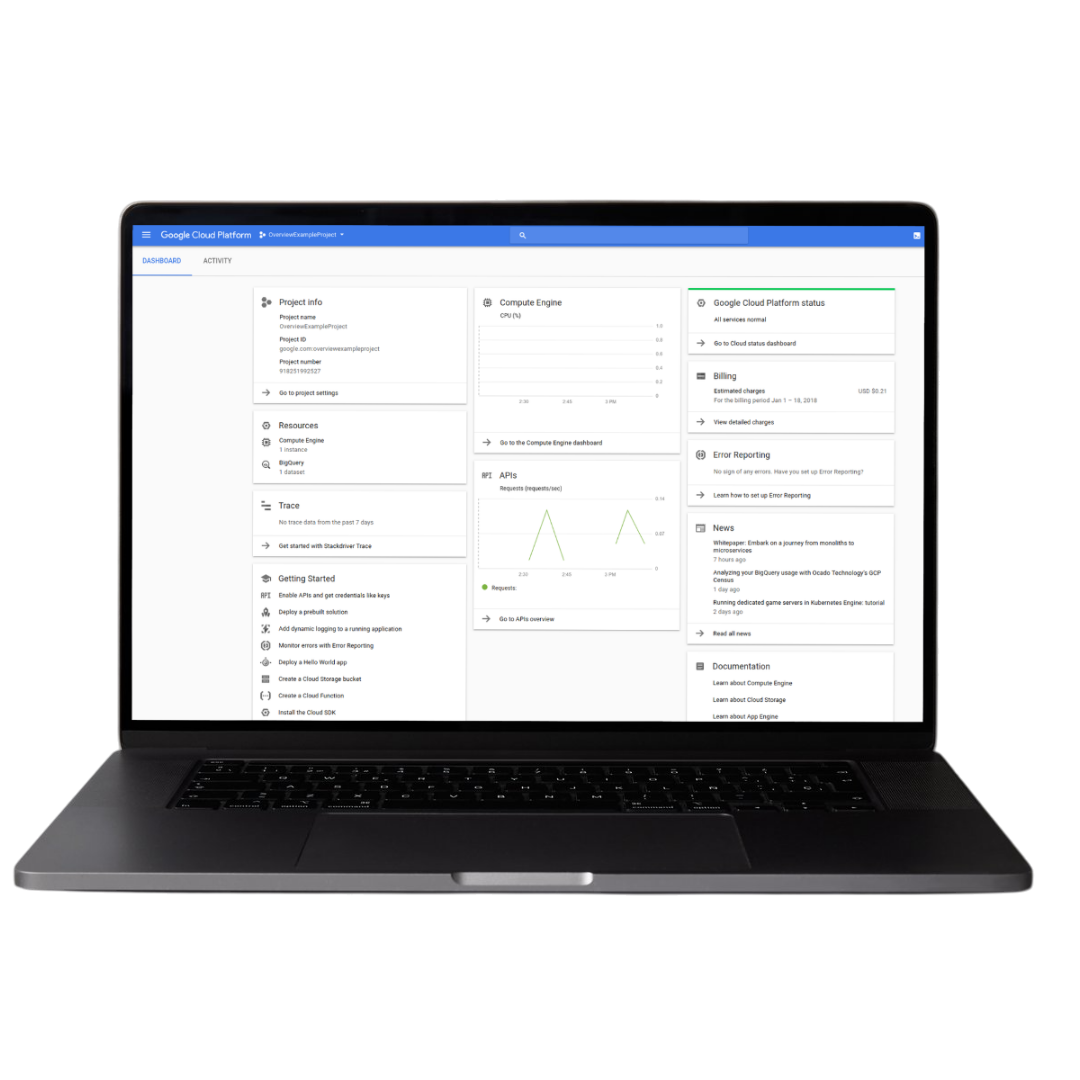 Google Cloud Platform
OverviewExampleProject
DASHBOARD
ACTIVITY
Project info
Project name
OverviewExampleProject
Project ID
google.com:overviewexampleproject
Project number
918251992527
Go to project settings
Resources
Compute Engine
1 instance
BigQuery
1 dataset
Trace
No trace data from the past 7 days
Get started with Stackdriver Trace
Getting Started
API Enable APIs and get credentials like keys
Deploy a prebuilt solution
Add dynamic logging to a running application
Monitor errors with Error Reporting
Deploy a Hello World app
Create a Cloud Storage bucket
Create a Cloud Function
Install the Cloud SDK
Compute Engine
CPU (%)
1.0
0.8
0.6
0.4
0.2
0
2:30 2:45 3 PM
Go to the Compute Engine dashboard
API APIs
Requests (requests/sec)
0.14
0.07
0
2:30 2:45 3 PM
Requests
Go to APIs overview
Google Cloud Platform status
All services normal
Go to Cloud status dashboard
Billing
Estimated charges USD $0.21
For the billing period Jan 1 – 18, 2018
View detailed charges
Error Reporting
No sign of any errors. Have you set up Error Reporting?
Learn how to set up Error Reporting
News
Whitepaper: Embark on a journey from monoliths to
microservices
7 hours ago
Analyzing your BigQuery usage with Ocado Technology's GCP
Census
1 day ago
Running dedicated game servers in Kubernetes Engine: tutorial
2 days ago
Read all news
Documentation
Learn about Compute Engine
Learn about Cloud Storage
Learn about App Engine